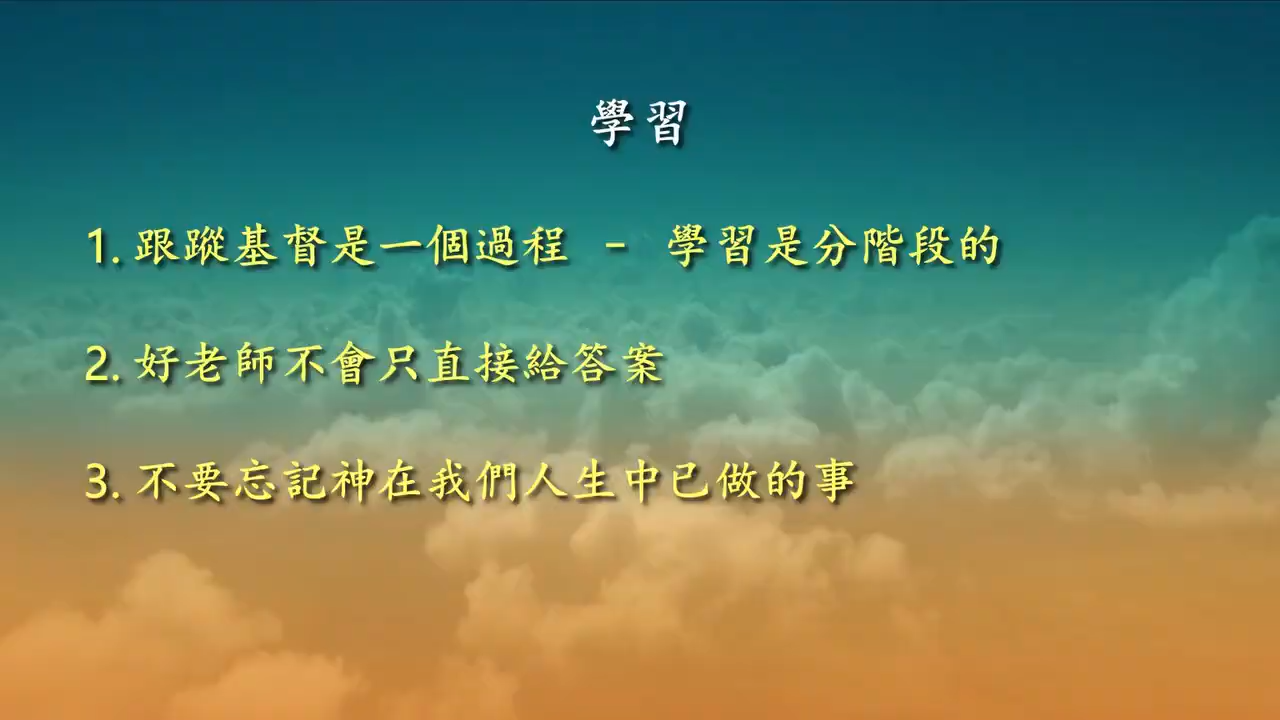 學習
1. 跟蹤基督是一個過程 - 學習是分階段的
2. 好老師不會只直接給答案
3. 不要忘記神在我們人生中已做的事